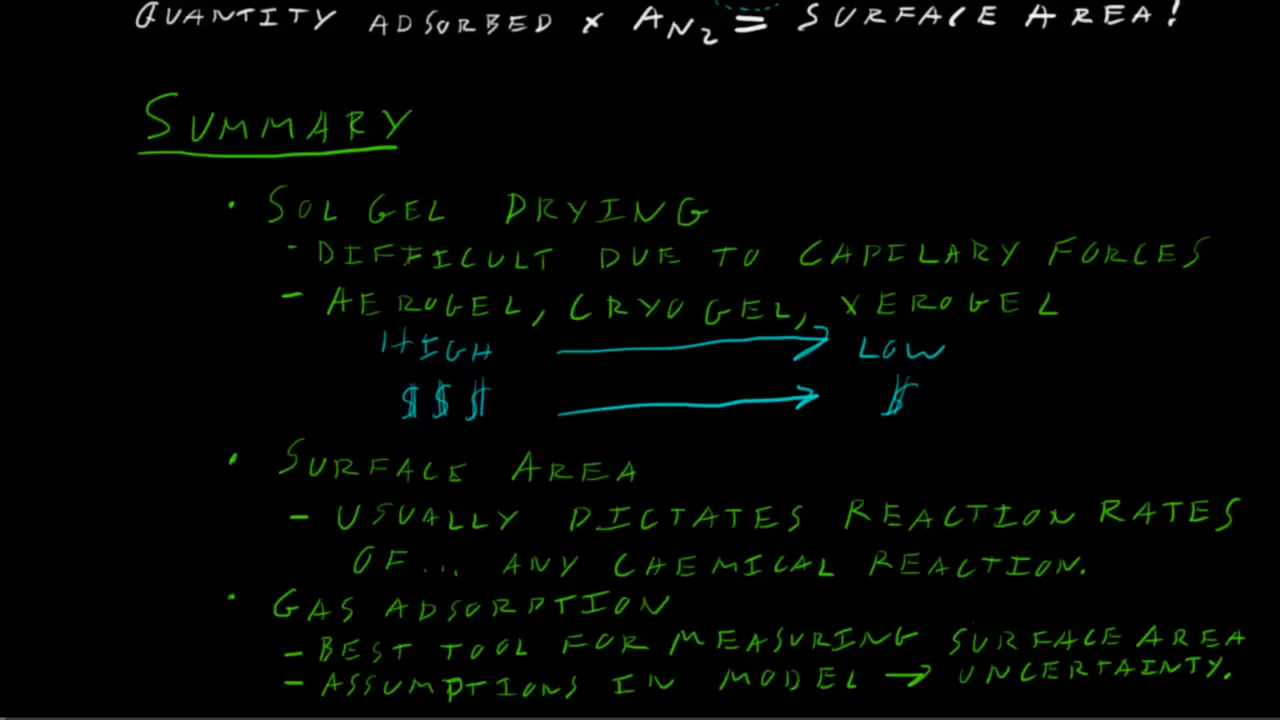 QUANTITY ADSORBED x AN2 = SURFACE AREA!
SUMMARY
• SOL GEL DRYING
- DIFFICULT DUE TO CAPILARY FORCES
- AEROGEL, CRYOGEL, XEROGEL
HIGH → LOW
$$$ → $
• SURFACE AREA
- USUALLY DICTATES REACTION RATES
OF... ANY CHEMICAL REACTION.
• GAS ADSORPTION
- BEST TOOL FOR MEASURING SURFACE AREA
- ASSUMPTIONS IN MODEL → UNCERTAINTY.